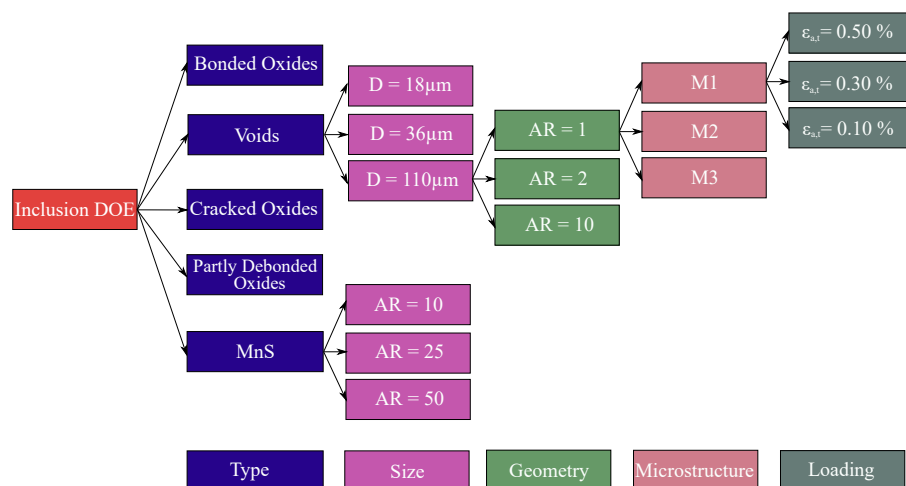 Inclusion DOE
Bonded Oxides
Voids
Cracked Oxides
Partly Debonded
Oxides
MnS
D = 18µm
D = 36µm
D = 110µm
AR = 10
AR = 25
AR = 50
AR = 1
AR = 2
AR = 10
M1
M2
M3
εa,t= 0.50 %
εa,t= 0.30 %
εa,t= 0.10 %
Type
Size
Geometry
Microstructure
Loading